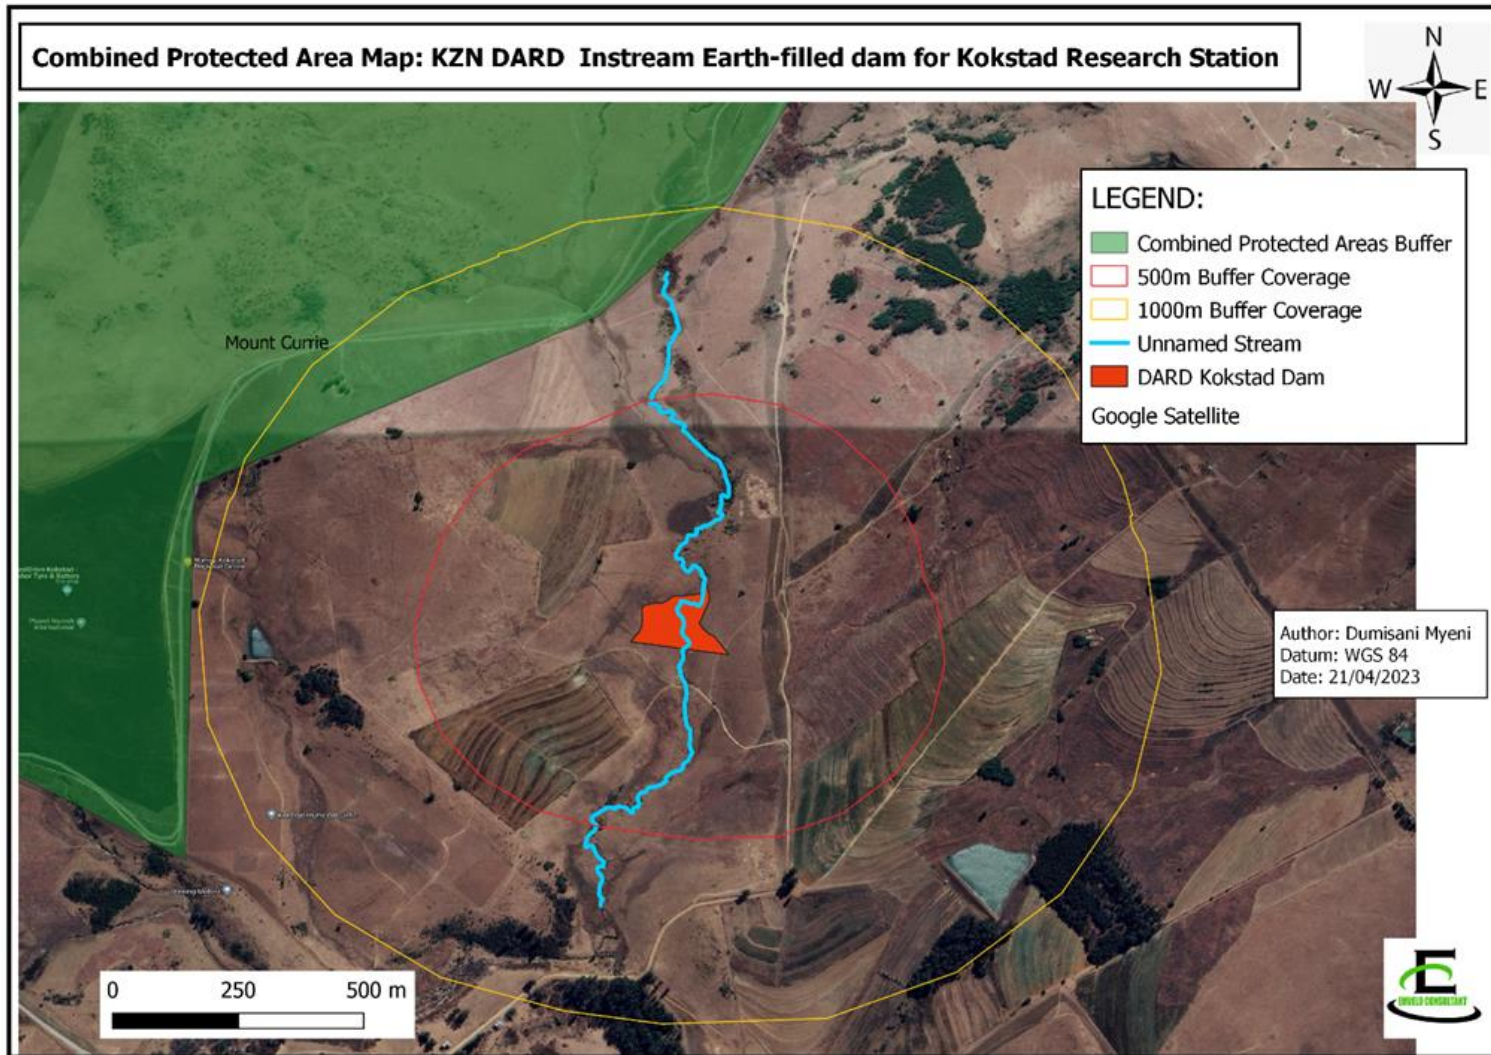 Combined Protected Area Map: KZN DARD Instream Earth-filled dam for Kokstad Research Station
N
W E
S
LEGEND:
Combined Protected Areas Buffer
500m Buffer Coverage
1000m Buffer Coverage
Unnamed Stream
DARD Kokstad Dam
Google Satellite
Mount Currie
Author: Dumisani Myeni
Datum: WGS 84
Date: 21/04/2023
0 250 500 m
E
ENVELO CONSULTANT